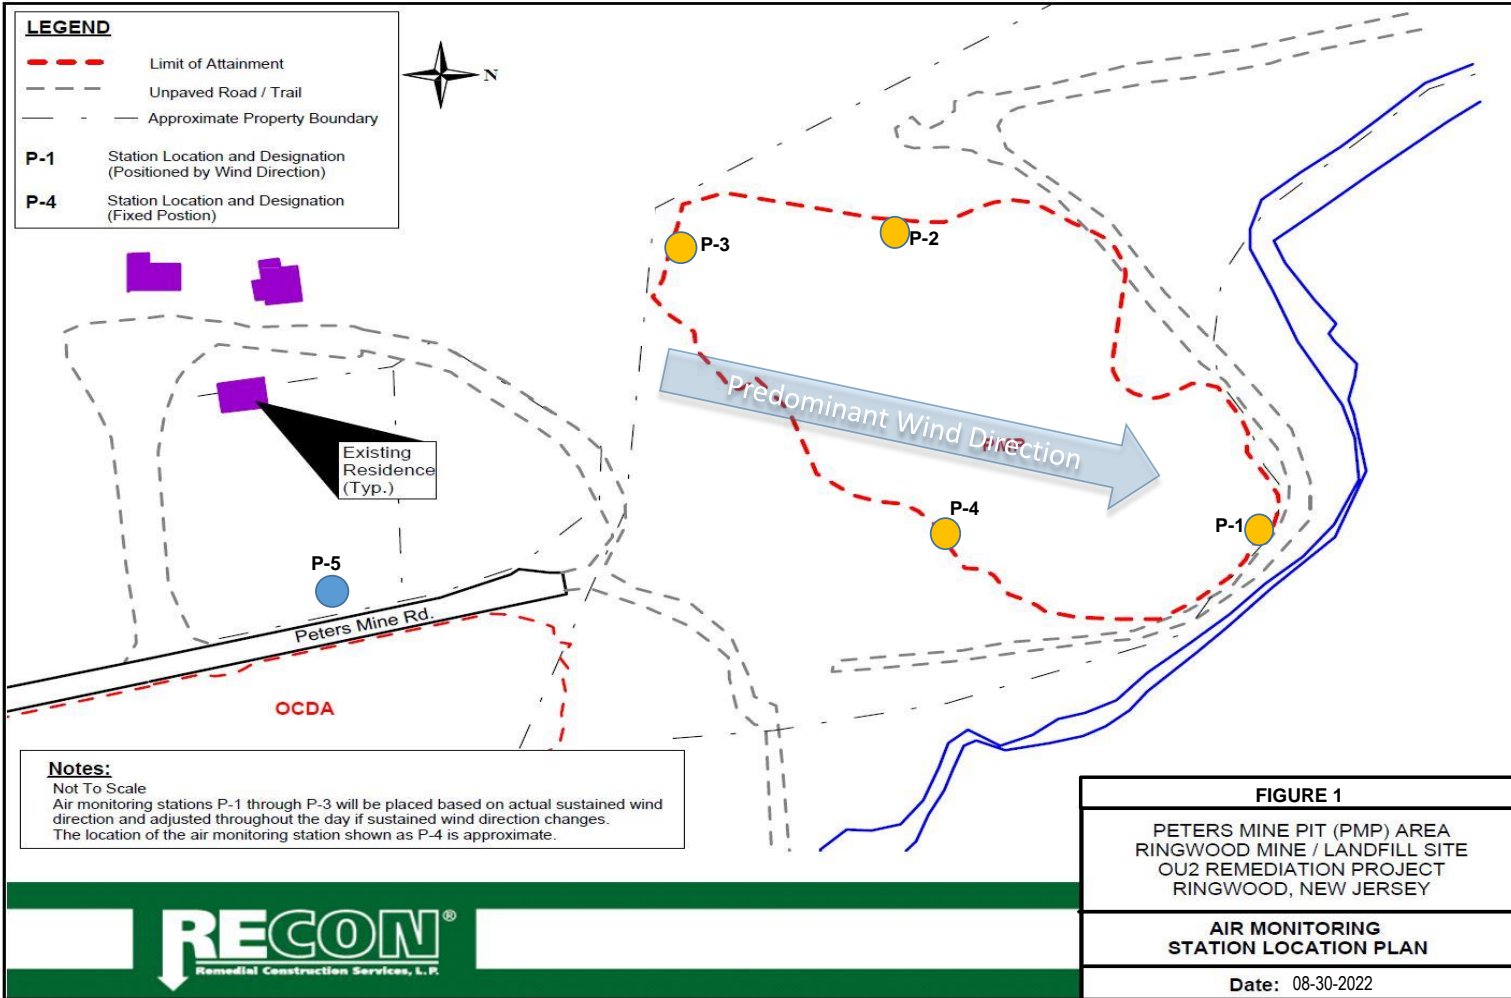 LEGEND
Limit of Attainment
Unpaved Road / Trail
Approximate Property Boundary
P-1
Station Location and Designation
(Positioned by Wind Direction)
P-4
Station Location and Designation
(Fixed Postion)
N
P-3
P-2
Predominant Wind Direction
PMP
Existing
Residence
(Typ.)
P-4
P-1
P-5
Peters Mine Rd.
OCDA
Notes:
Not To Scale
Air monitoring stations P-1 through P-3 will be placed based on actual sustained wind
direction and adjusted throughout the day if sustained wind direction changes.
The location of the air monitoring station shown as P-4 is approximate.
FIGURE 1
PETERS MINE PIT (PMP) AREA
RINGWOOD MINE / LANDFILL SITE
OU2 REMEDIATION PROJECT
RINGWOOD, NEW JERSEY
AIR MONITORING
STATION LOCATION PLAN
Date: 08-30-2022
RECON®
Remedial Construction Services, L.P.